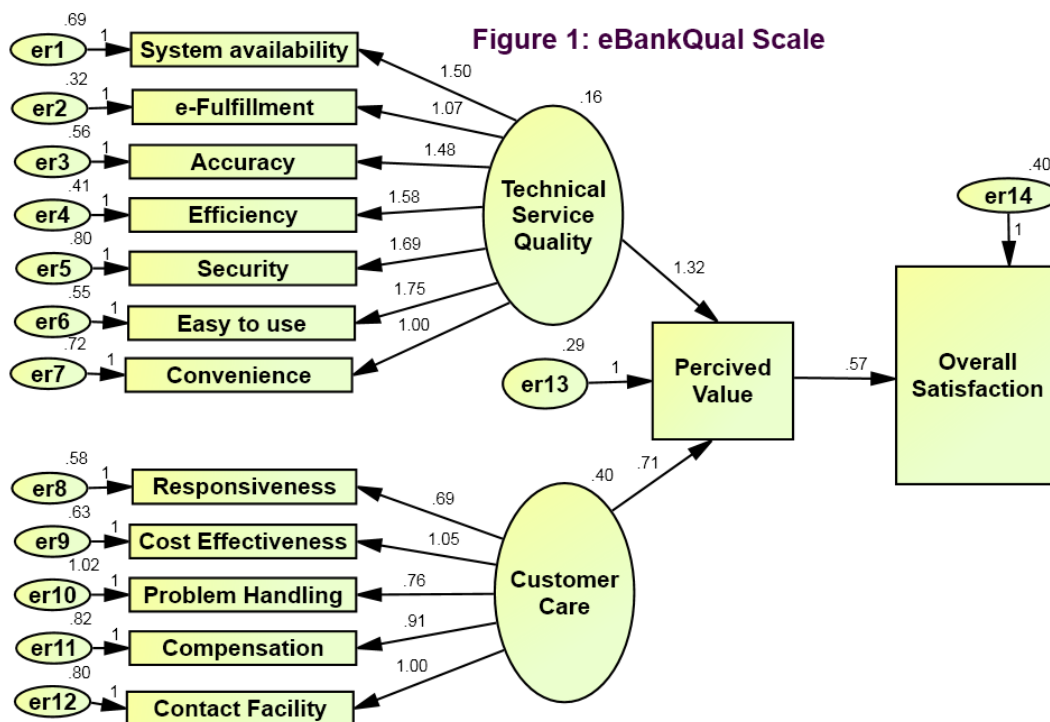 Figure 1: eBankQual Scale
.69
er1
1
System availability
1.50
.32
er2
1
e-Fulfillment
1.07
.16
.56
er3
1
Accuracy
1.48
.41
er4
1
Efficiency
1.58
.80
er5
1
Security
1.69
.55
er6
1
Easy to use
1.75
.72
er7
1
Convenience
1.00
Technical
Service
Quality
1.32
.40
er14
1
.29
er13
1
Percived
Value
.57
Overall
Satisfaction
.58
er8
1
Responsiveness
.69
.40
.71
.63
er9
1
Cost Effectiveness
1.05
1.02
er10
1
Problem Handling
.76
.82
er11
1
Compensation
.91
.80
er12
1
Contact Facility
1.00
Customer
Care